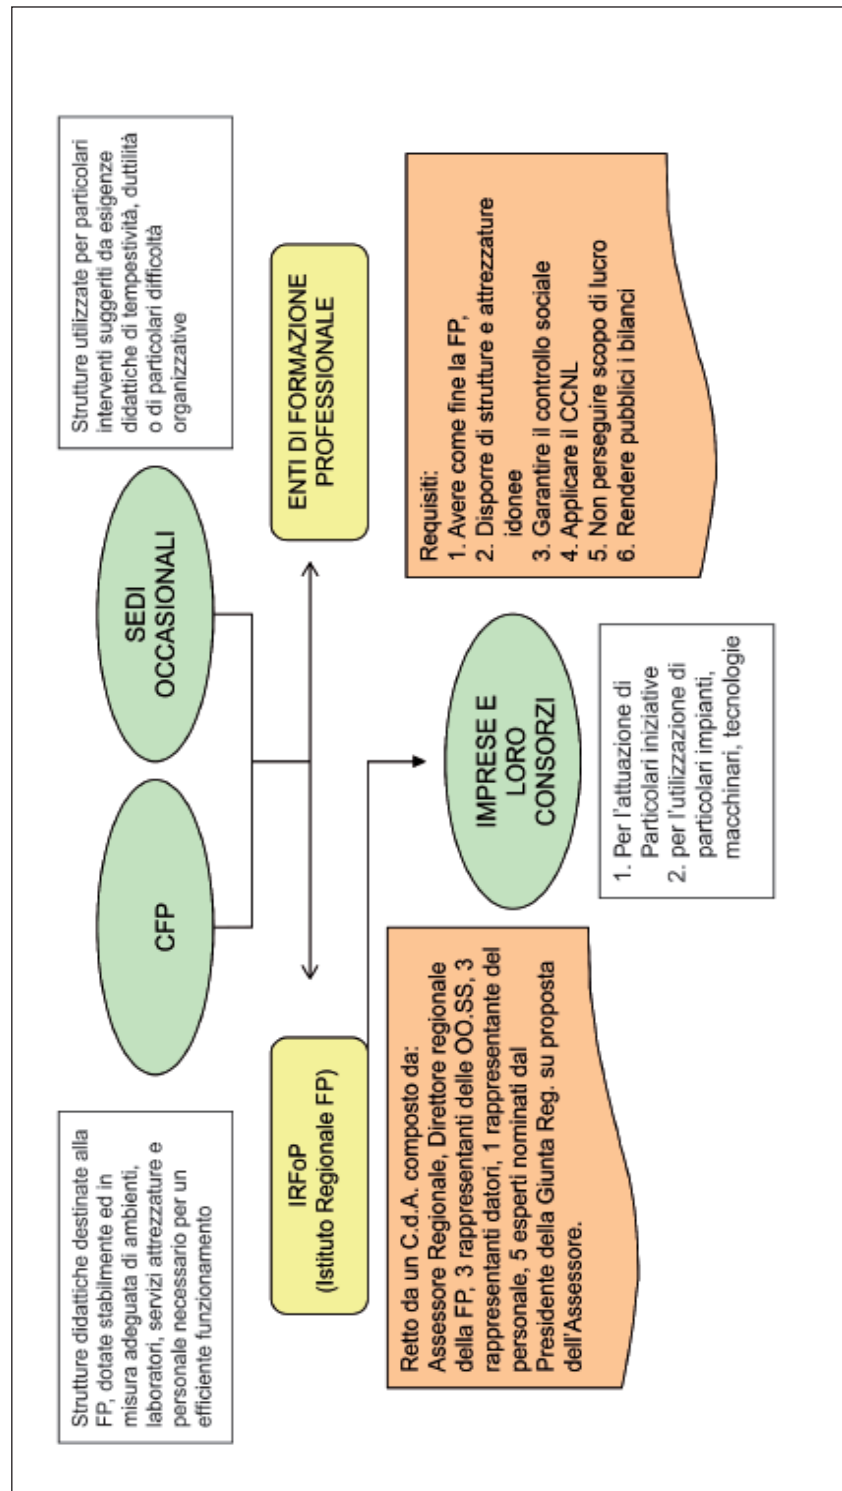 Strutture didattiche destinate alla
FP, dotate stabilmente ed in
misura adeguata di ambienti,
laboratori, servizi attrezzature e
personale necessario per un
efficiente funzionamento
CFP
SEDI
OCCASIONALI
Strutture utilizzate per particolari
interventi suggeriti da esigenze
didattiche di tempestività, duttilità
o di particolari difficoltà
organizzative
IRFoP
(Istituto Regionale FP)
ENTI DI FORMAZIONE
PROFESSIONALE
Retto da un C.d.A. composto da:
Assessore Regionale, Direttore regionale
della FP, 3 rappresentanti delle OO.SS, 3
rappresentanti datori, 1 rappresentante del
personale, 5 esperti nominati dal
Presidente della Giunta Reg. su proposta
dell'Assessore.
IMPRESE E
LORO
CONSORZI
1. Per l'attuazione di
Particolari iniziative
2. per l'utilizzazione di
particolari impianti,
macchinari, tecnologie
Requisiti:
1. Avere come fine la FP,
2. Disporre di strutture e attrezzature
idonee
3. Garantire il controllo sociale
4. Applicare il CCNL
5. Non perseguire scopo di lucro
6. Rendere pubblici i bilanci